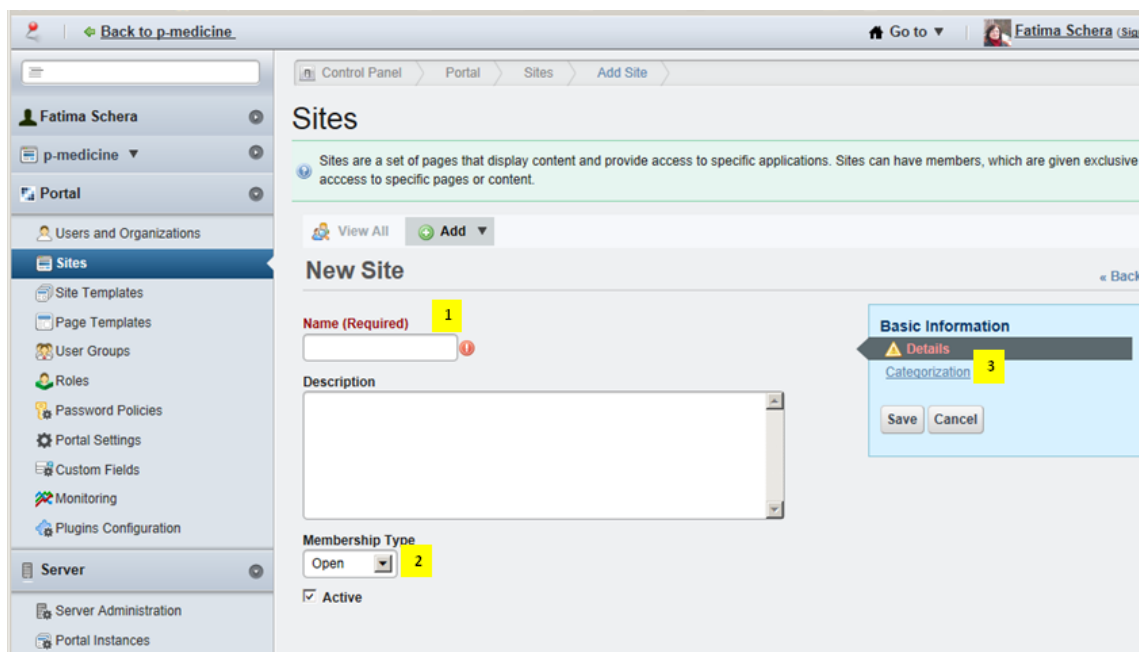 Back to p-medicine
Go to ▼
Fatima Schera
Control Panel
Portal
Sites
Add Site
Fatima Schera
p-medicine ▼
Portal
Users and Organizations
Sites
Site Templates
Page Templates
User Groups
Roles
Password Policies
Portal Settings
Custom Fields
Monitoring
Plugins Configuration
Server
Server Administration
Portal Instances
Sites
Sites are a set of pages that display content and provide access to specific applications. Sites can have members, which are given exclusive
acccess to specific pages or content.
View All
Add ▼
New Site
« Back
Name (Required)
1
Description
Membership Type
Open
2
Active
Basic Information
Details
Categorization
3
Save
Cancel